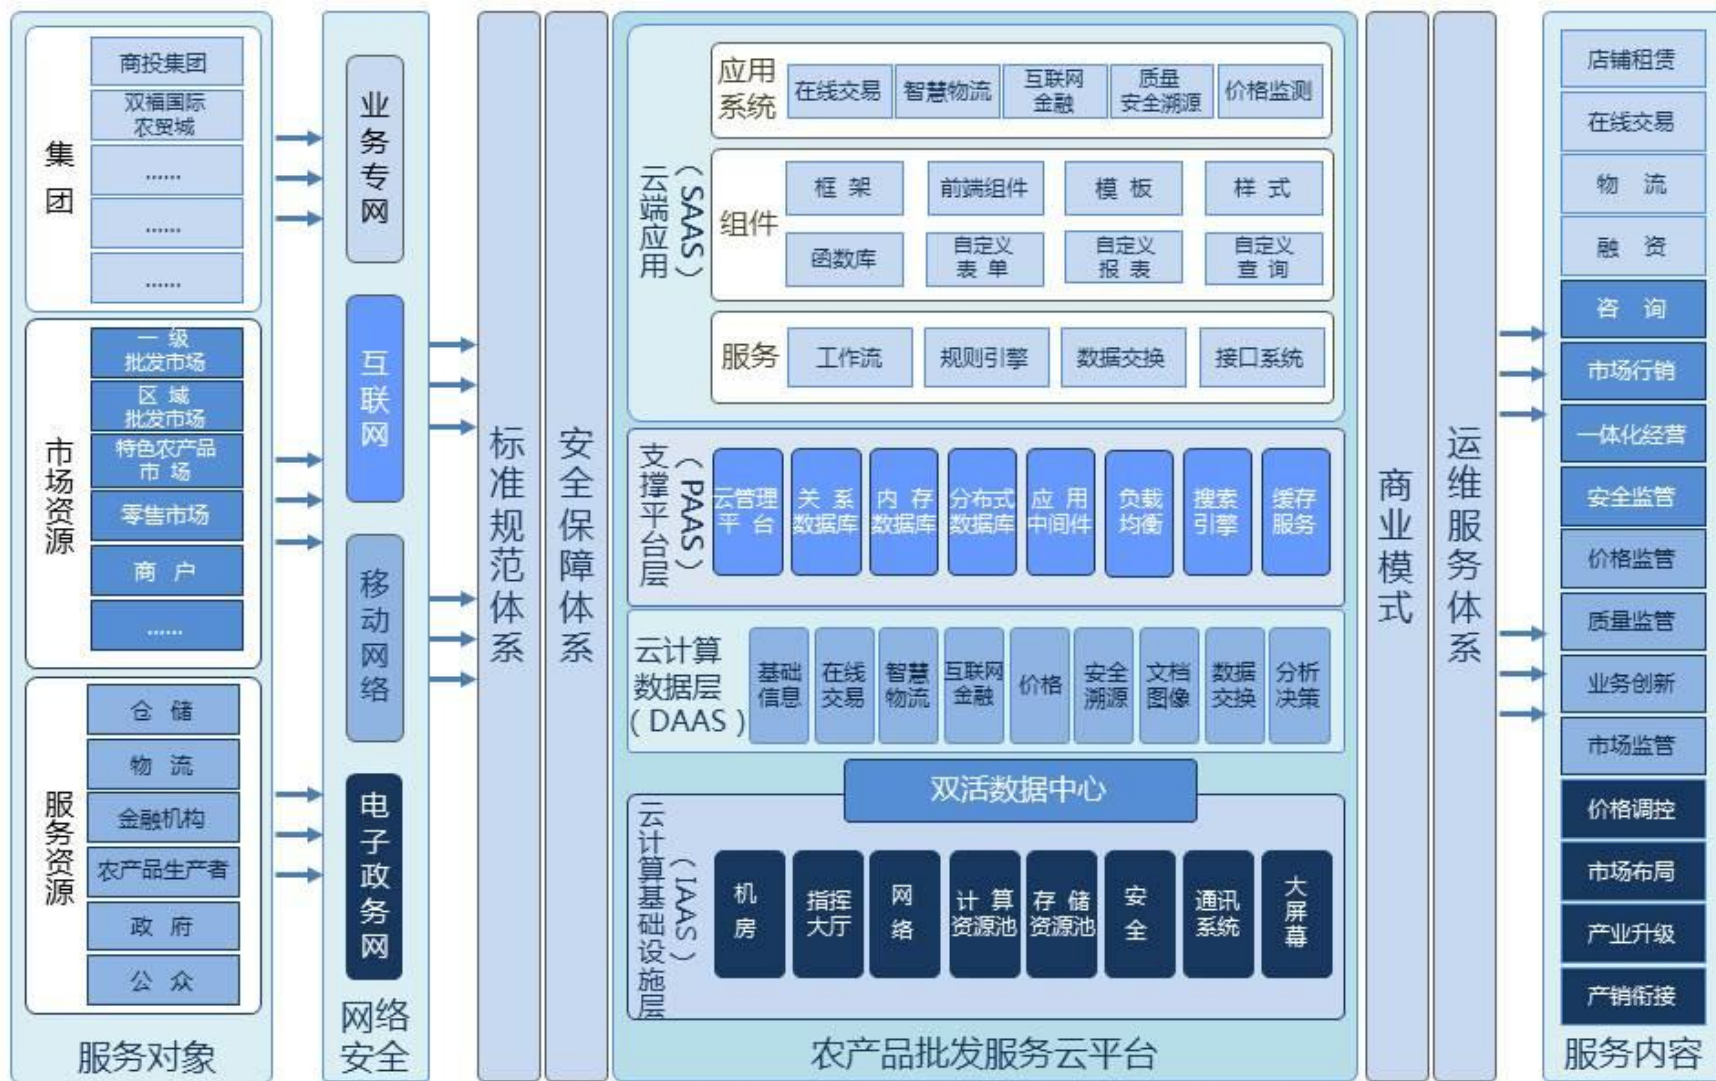 集团
商投集团
双福国际
农贸城
......
......
......
市场资源
一 级
批发市场
区 域
批发市场
特色农产品
市 场
零售市场
商 户
......
服务资源
仓 储
物 流
金融机构
农产品生产者
政 府
公 众
服务对象
业务专网
互联网
移动网络
电子政务网
网络
安全
标准规范体系
安全保障体系
云端应用
(SAAS)
应用
系统
在线交易
智慧物流
互联网
金融
质量
安全溯源
价格监测
组件
框 架
前端组件
模 板
样 式
函数库
自定义
表 单
自定义
报 表
自定义
查 询
服务
工作流
规则引擎
数据交换
接口系统
支撑平台层
(PAAS)
云管理
平 台
关 系
数据库
内 存
数据库
分布式
数据库
应 用
中间件
负载
均衡
搜索
引擎
缓存
服务
云计算
数据层
(DAAS)
基础
信息
在线
交易
智慧
物流
互联网
金融
价格
安全
溯源
文档
图像
数据
交换
分析
决策
双活数据中心
云计算基础设施层
(IAAS)
机房
指挥
大厅
网络
计 算
资源池
存 储
资源池
安全
通讯
系统
大屏幕
农产品批发服务云平台
商业模式
运维服务体系
店铺租赁
在线交易
物 流
融 资
咨 询
市场行销
一体化经营
安全监管
价格监管
质量监管
业务创新
市场监管
价格调控
市场布局
产业升级
产销衔接
服务内容